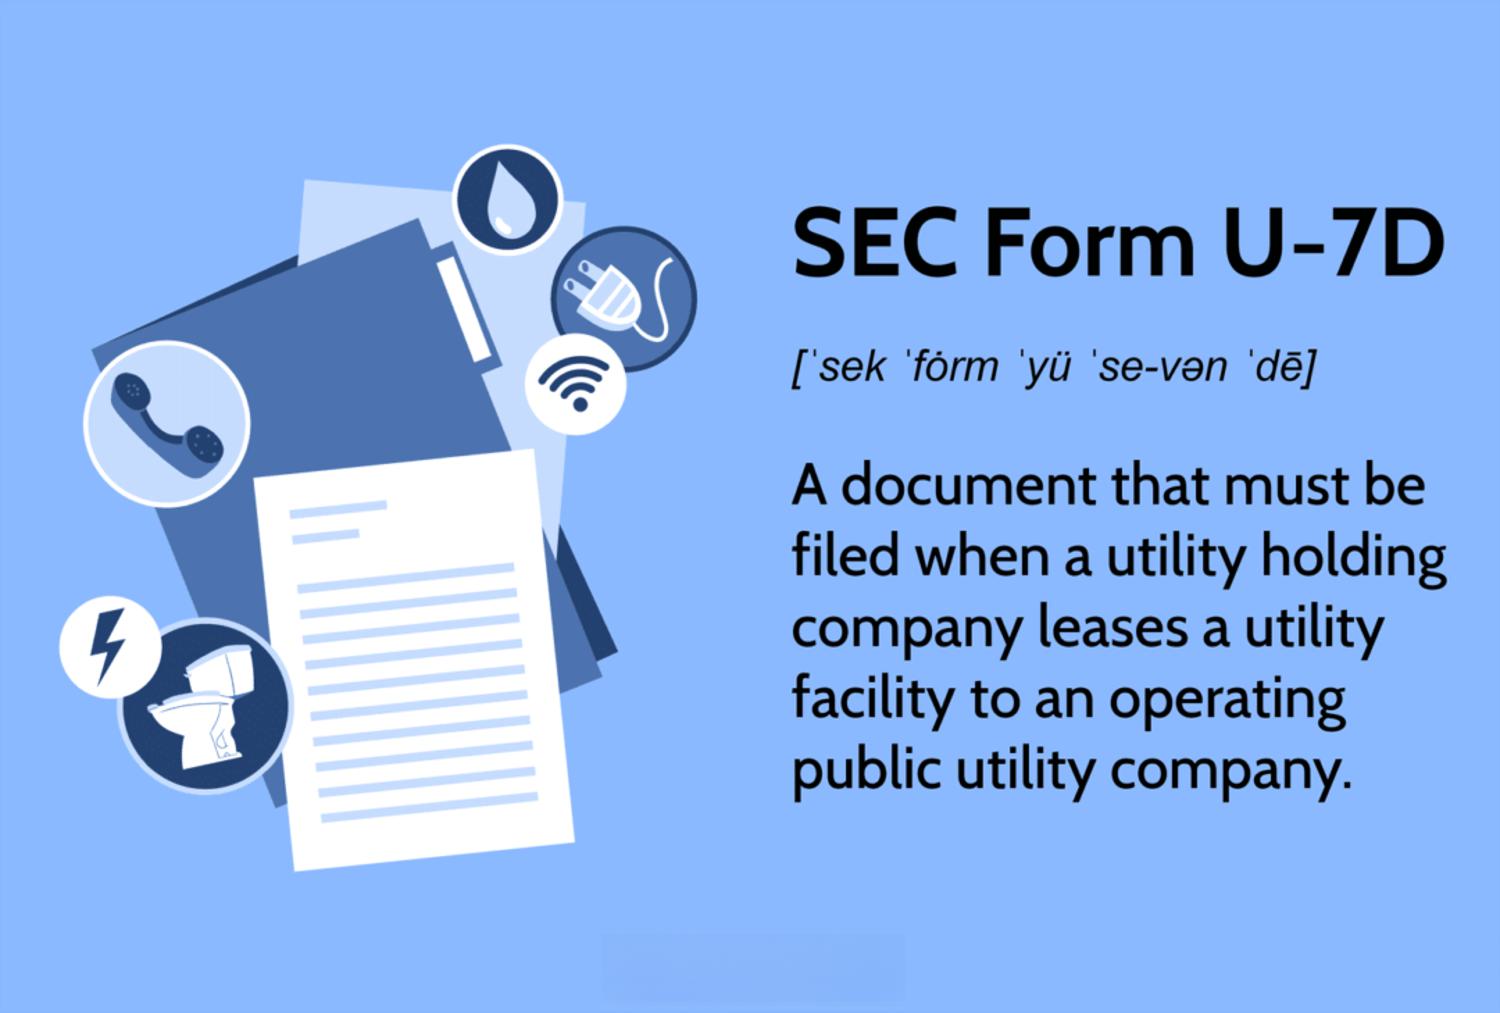 SEC Form U-7D
[ˈsek ˈfȯrm ˈyü ˈse-vən ˈdē]
A document that must be
filed when a utility holding
company leases a utility
facility to an operating
public utility company.